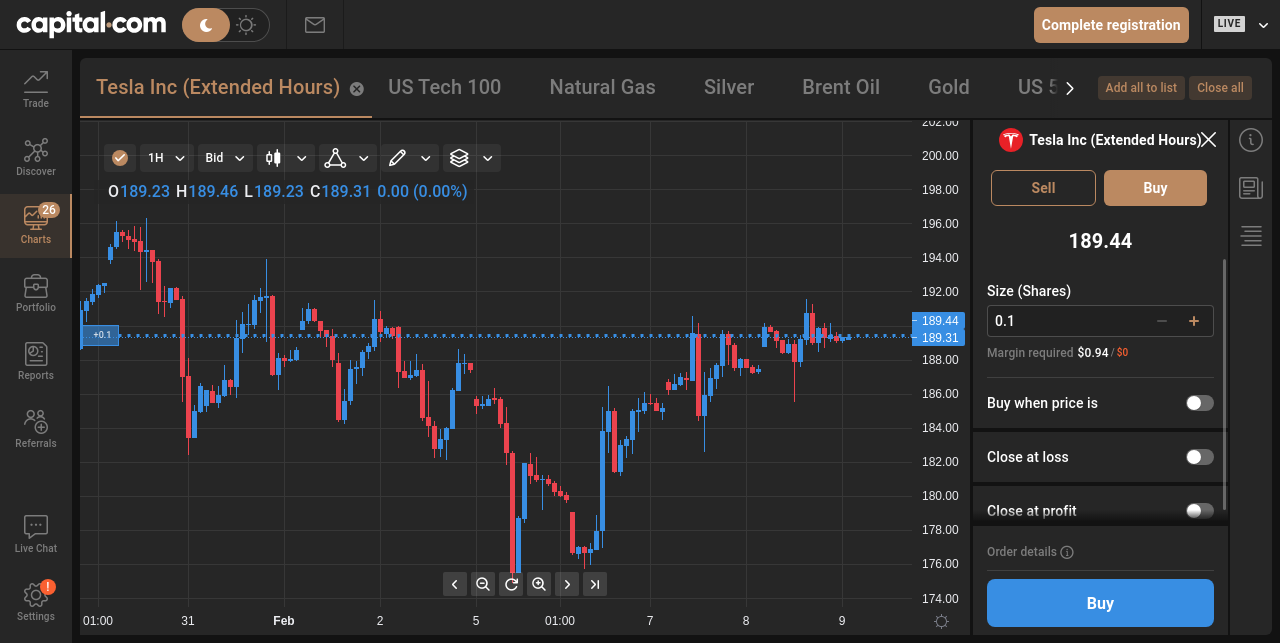 capital.com
Complete registration
LIVE
Trade
Discover
26
Charts
Portfolio
Reports
Referrals
Live Chat
!
Settings
Tesla Inc (Extended Hours)
US Tech 100
Natural Gas
Silver
Brent Oil
Gold
US 5
Add all to list
Close all
1H
Bid
O189.23 H189.46 L189.23 C189.31 0.00 (0.00%)
+0.1
202.00
200.00
198.00
196.00
194.00
192.00
189.44
189.31
188.00
186.00
184.00
182.00
180.00
178.00
176.00
174.00
01:00
31
Feb
2
5
01:00
7
8
9
Tesla Inc (Extended Hours)
Sell
Buy
189.44
Size (Shares)
0.1
Margin required $0.94 / $0
Buy when price is
Close at loss
Close at profit
Order details
Buy